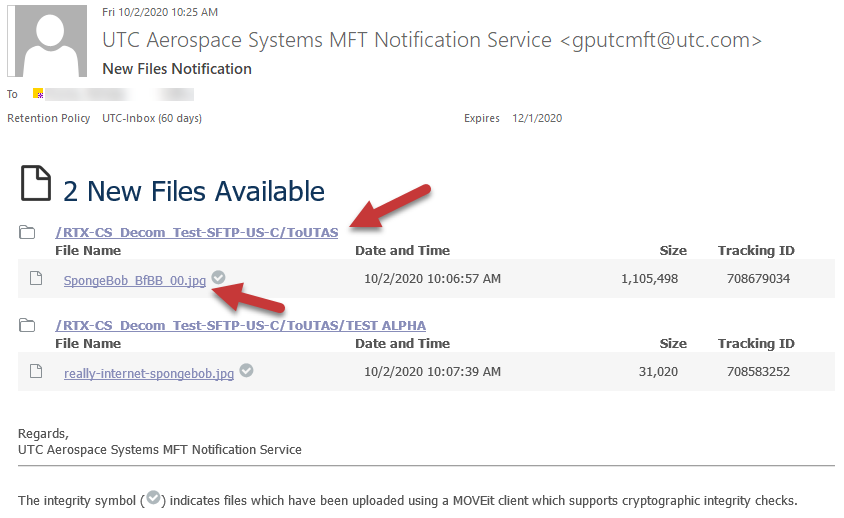 Fri 10/2/2020 10:25 AM
UTC Aerospace Systems MFT Notification Service <gputcmft@utc.com>
New Files Notification
To
Retention Policy UTC-Inbox (60 days) Expires 12/1/2020
2 New Files Available
/RTX-CS_Decom_Test-SFTP-US-C/ToUTAS
File Name Date and Time Size Tracking ID
SpongeBob_BfBB_00.jpg 10/2/2020 10:06:57 AM 1,105,498 708679034
/RTX-CS_Decom_Test-SFTP-US-C/ToUTAS/TEST ALPHA
File Name Date and Time Size Tracking ID
really-internet-spongebob.jpg 10/2/2020 10:07:39 AM 31,020 708583252
Regards,
UTC Aerospace Systems MFT Notification Service
The integrity symbol (✓) indicates files which have been uploaded using a MOVEit client which supports cryptographic integrity checks.